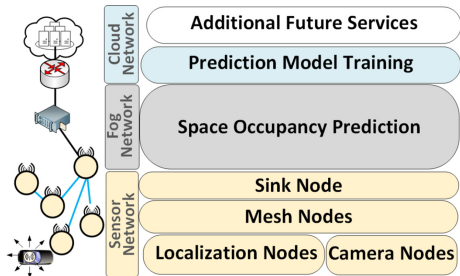 Cloud
Network
Additional Future Services
Prediction Model Training
Fog
Network
Space Occupancy Prediction
Sensor
Network
Sink Node
Mesh Nodes
Localization Nodes
Camera Nodes